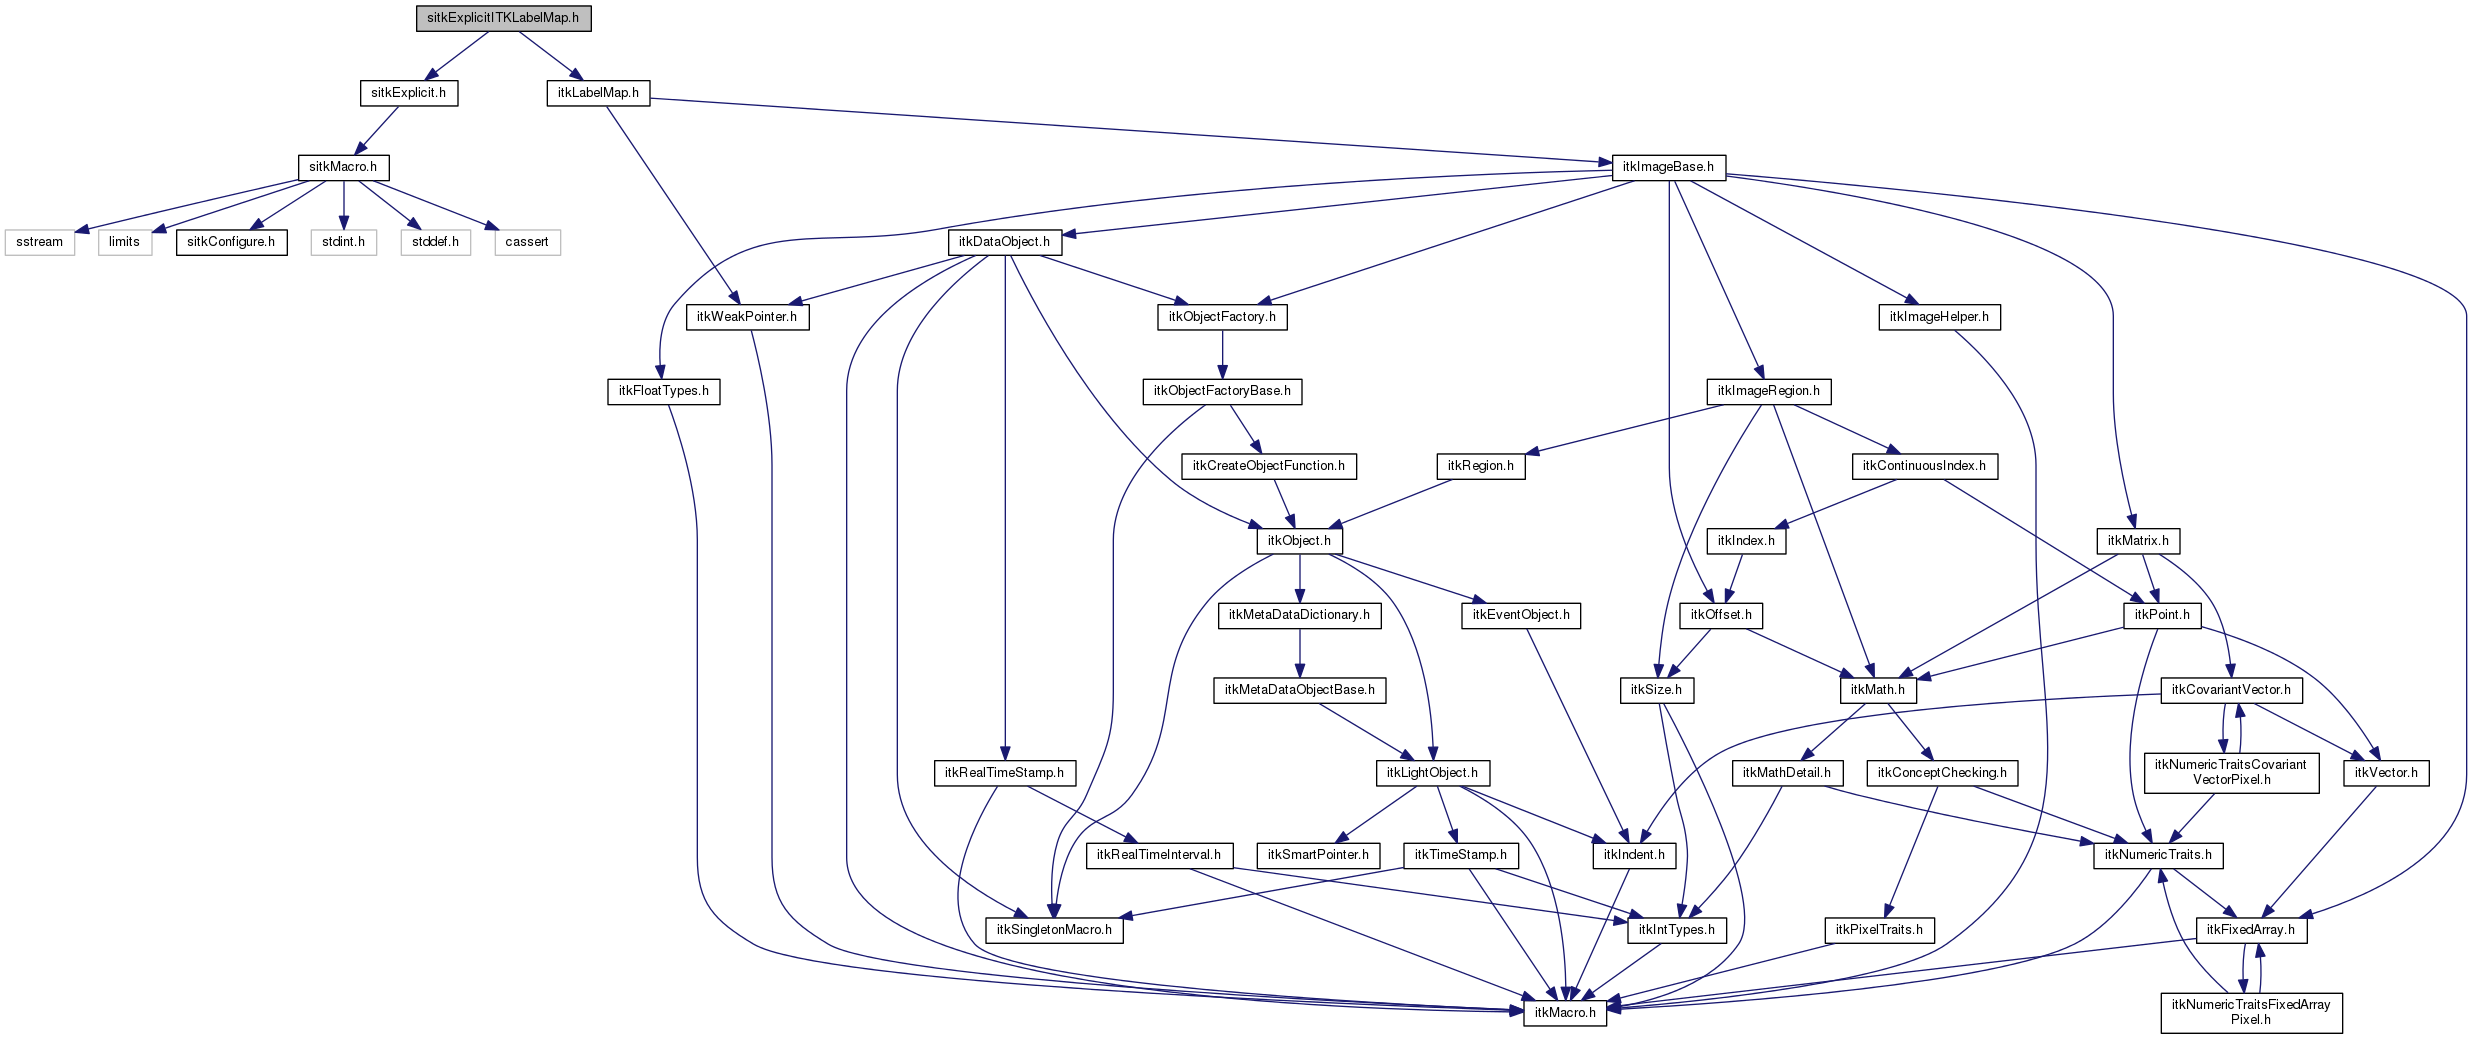 sitkExplicitITKLabelMap.h
sitkExplicit.h
itkLabelMap.h
sitkMacro.h
itkImageBase.h
sstream
limits
sitkConfigure.h
stdint.h
stddef.h
cassert
itkDataObject.h
itkWeakPointer.h
itkObjectFactory.h
itkImageHelper.h
itkFloatTypes.h
itkObjectFactoryBase.h
itkImageRegion.h
itkCreateObjectFunction.h
itkRegion.h
itkContinuousIndex.h
itkObject.h
itkIndex.h
itkMatrix.h
itkMetaDataDictionary.h
itkEventObject.h
itkOffset.h
itkPoint.h
itkMetaDataObjectBase.h
itkSize.h
itkMath.h
itkCovariantVector.h
itkRealTimeStamp.h
itkLightObject.h
itkMathDetail.h
itkConceptChecking.h
itkNumericTraitsCovariant
VectorPixel.h
itkVector.h
itkRealTimeInterval.h
itkSmartPointer.h
itkTimeStamp.h
itkIndent.h
itkNumericTraits.h
itkSingletonMacro.h
itkIntTypes.h
itkPixelTraits.h
itkFixedArray.h
itkMacro.h
itkNumericTraitsFixedArray
Pixel.h